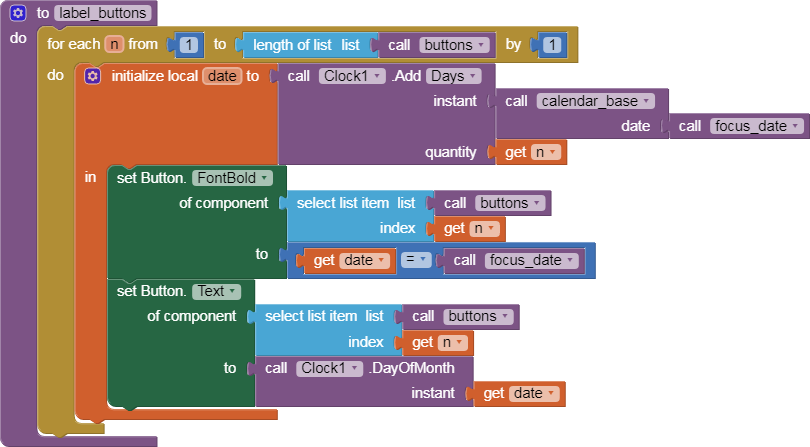 to label_buttons
do for each n from 1 to length of list list call buttons by 1
do initialize local date to call Clock1 .Add Days
instant call calendar_base
date call focus_date
quantity get n
in set Button. FontBold
of component select list item list call buttons
index get n
to get date = call focus_date
set Button. Text
of component select list item list call buttons
index get n
to call Clock1 .DayOfMonth
instant get date